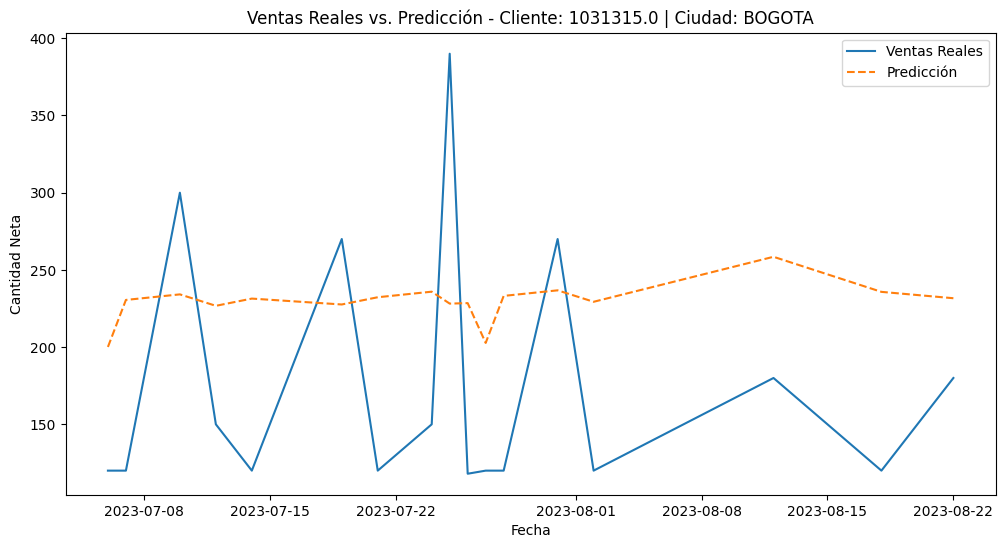 Ventas Reales vs. Predicción - Cliente: 1031315.0 | Ciudad: BOGOTA
Ventas Reales
Predicción
Cantidad Neta
400
350
300
250
200
150
2023-07-08
2023-07-15
2023-07-22
2023-08-01
2023-08-08
2023-08-15
2023-08-22
Fecha